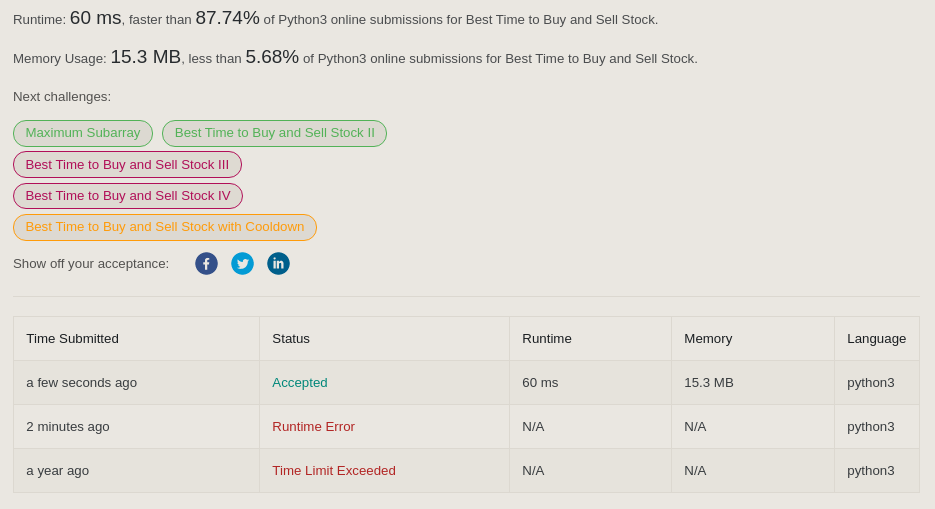 Runtime: 60 ms, faster than 87.74% of Python3 online submissions for Best Time to Buy and Sell Stock.
Memory Usage: 15.3 MB, less than 5.68% of Python3 online submissions for Best Time to Buy and Sell Stock.
Next challenges:
Maximum Subarray Best Time to Buy and Sell Stock II
Best Time to Buy and Sell Stock III
Best Time to Buy and Sell Stock IV
Best Time to Buy and Sell Stock with Cooldown
Show off your acceptance: f in
Time Submitted Status Runtime Memory Language
a few seconds ago Accepted 60 ms 15.3 MB python3
2 minutes ago Runtime Error N/A N/A python3
a year ago Time Limit Exceeded N/A N/A python3